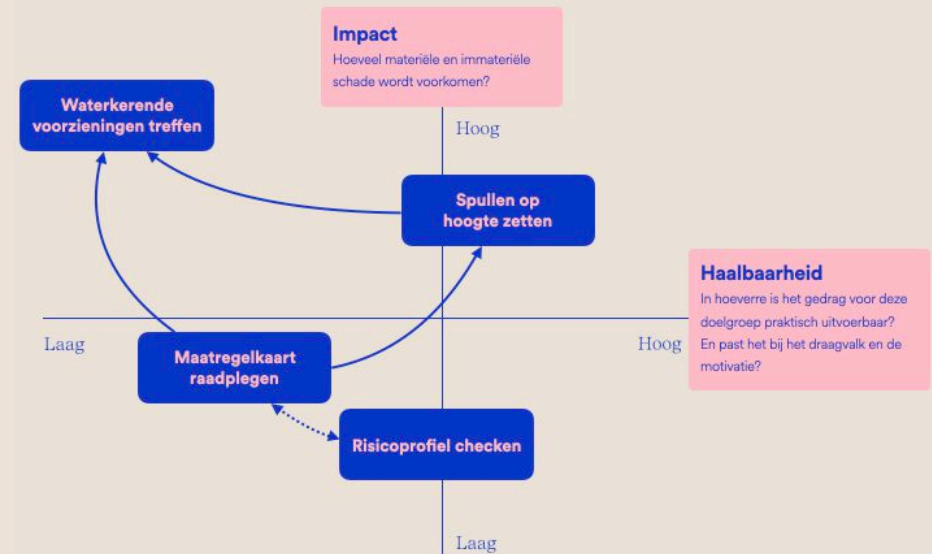 Impact
Hoeveel materiële en immateriële
schade wordt voorkomen?
Waterkerende
voorzieningen treffen
Hoog
Spullen op
hoogte zetten
Haalbaarheid
In hoeverre is het gedrag voor deze
doelgroep praktisch uitvoerbaar?
En past het bij het draagvalk en de
motivatie?
Laag
Hoog
Maatregelkaart
raadplegen
Risicoprofiel checken
Laag